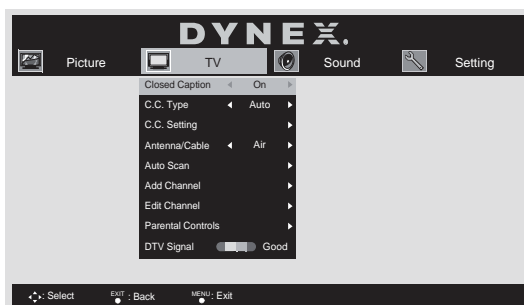 DYNEX.
Picture TV Sound Setting
Closed Caption On
C.C. Type Auto
C.C. Setting
Antenna/Cable Air
Auto Scan
Add Channel
Edit Channel
Parental Controls
DTV Signal Good
: Select EXIT : Back MENU : Exit